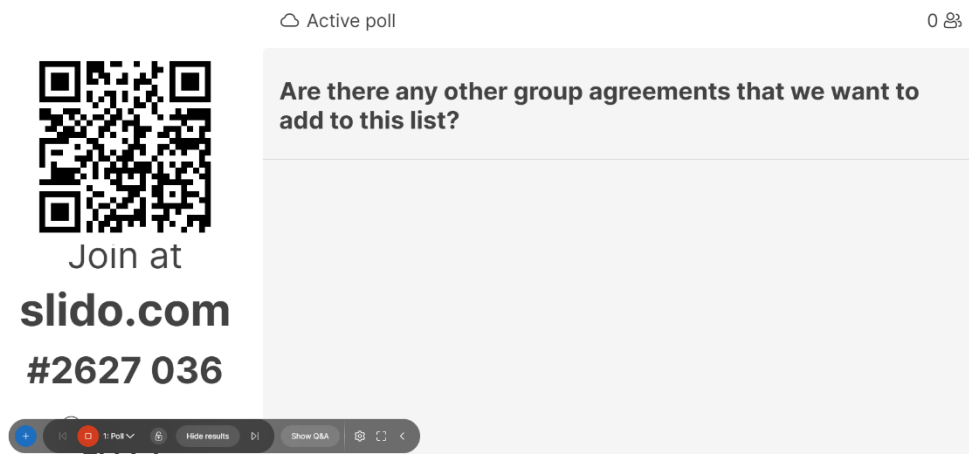 Active poll
0
Are there any other group agreements that we want to
add to this list?
Join at
slido.com
#2627 036
1: Poll
Hide results
Show Q&A